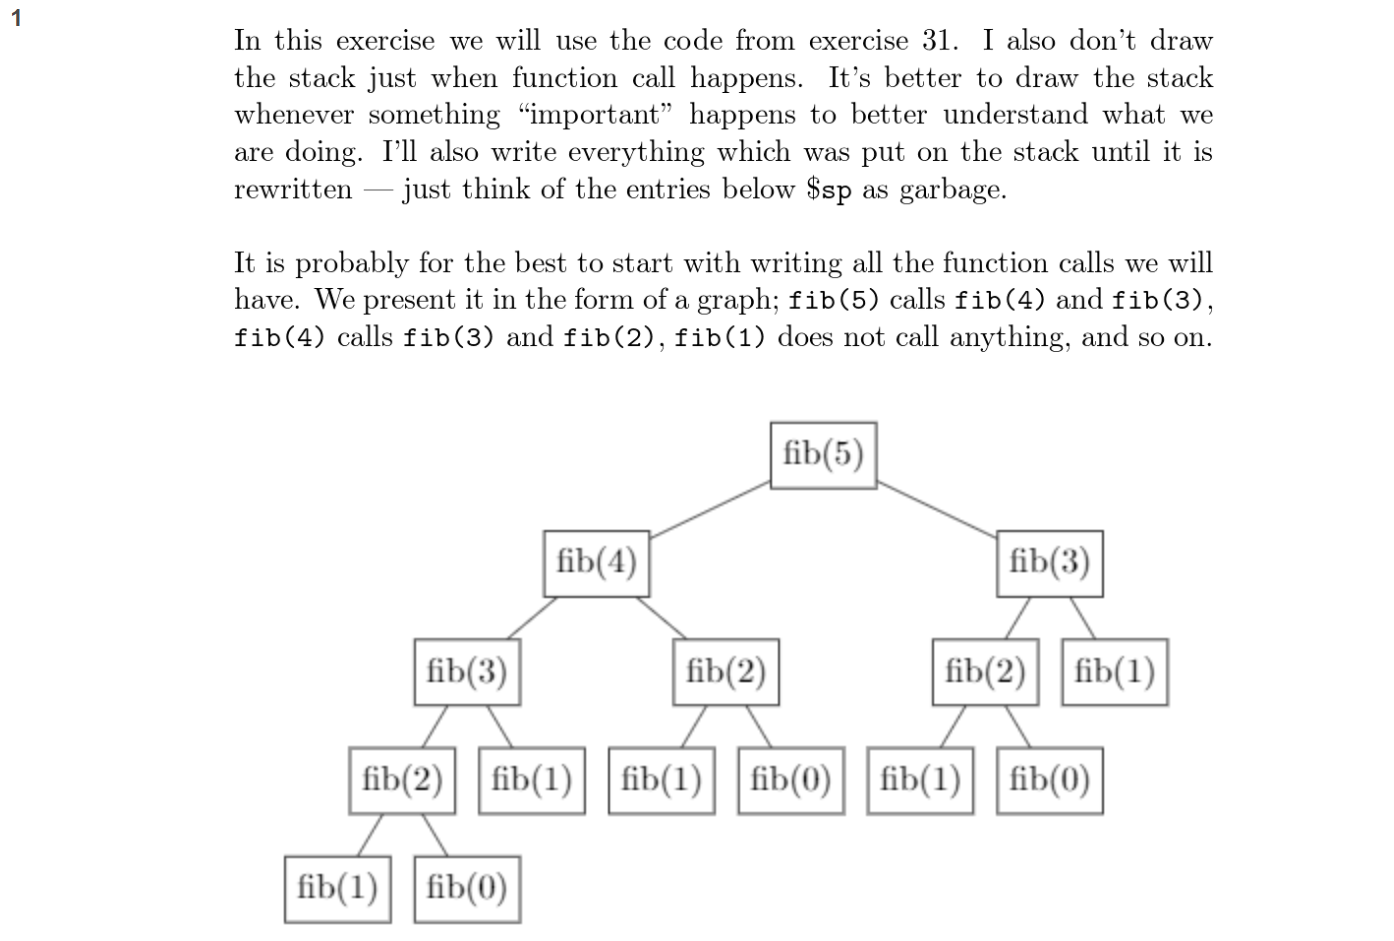 1
In this exercise we will use the code from exercise 31. I also don’t draw
the stack just when function call happens. It’s better to draw the stack
whenever something “important” happens to better understand what we
are doing. I’ll also write everything which was put on the stack until it is
rewritten — just think of the entries below $sp as garbage.
It is probably for the best to start with writing all the function calls we will
have. We present it in the form of a graph; fib(5) calls fib(4) and fib(3),
fib(4) calls fib(3) and fib(2), fib(1) does not call anything, and so on.
fib(5)
fib(4) fib(3)
fib(3) fib(2) fib(2) fib(1)
fib(2) fib(1) fib(1) fib(0) fib(1) fib(0)
fib(1) fib(0)